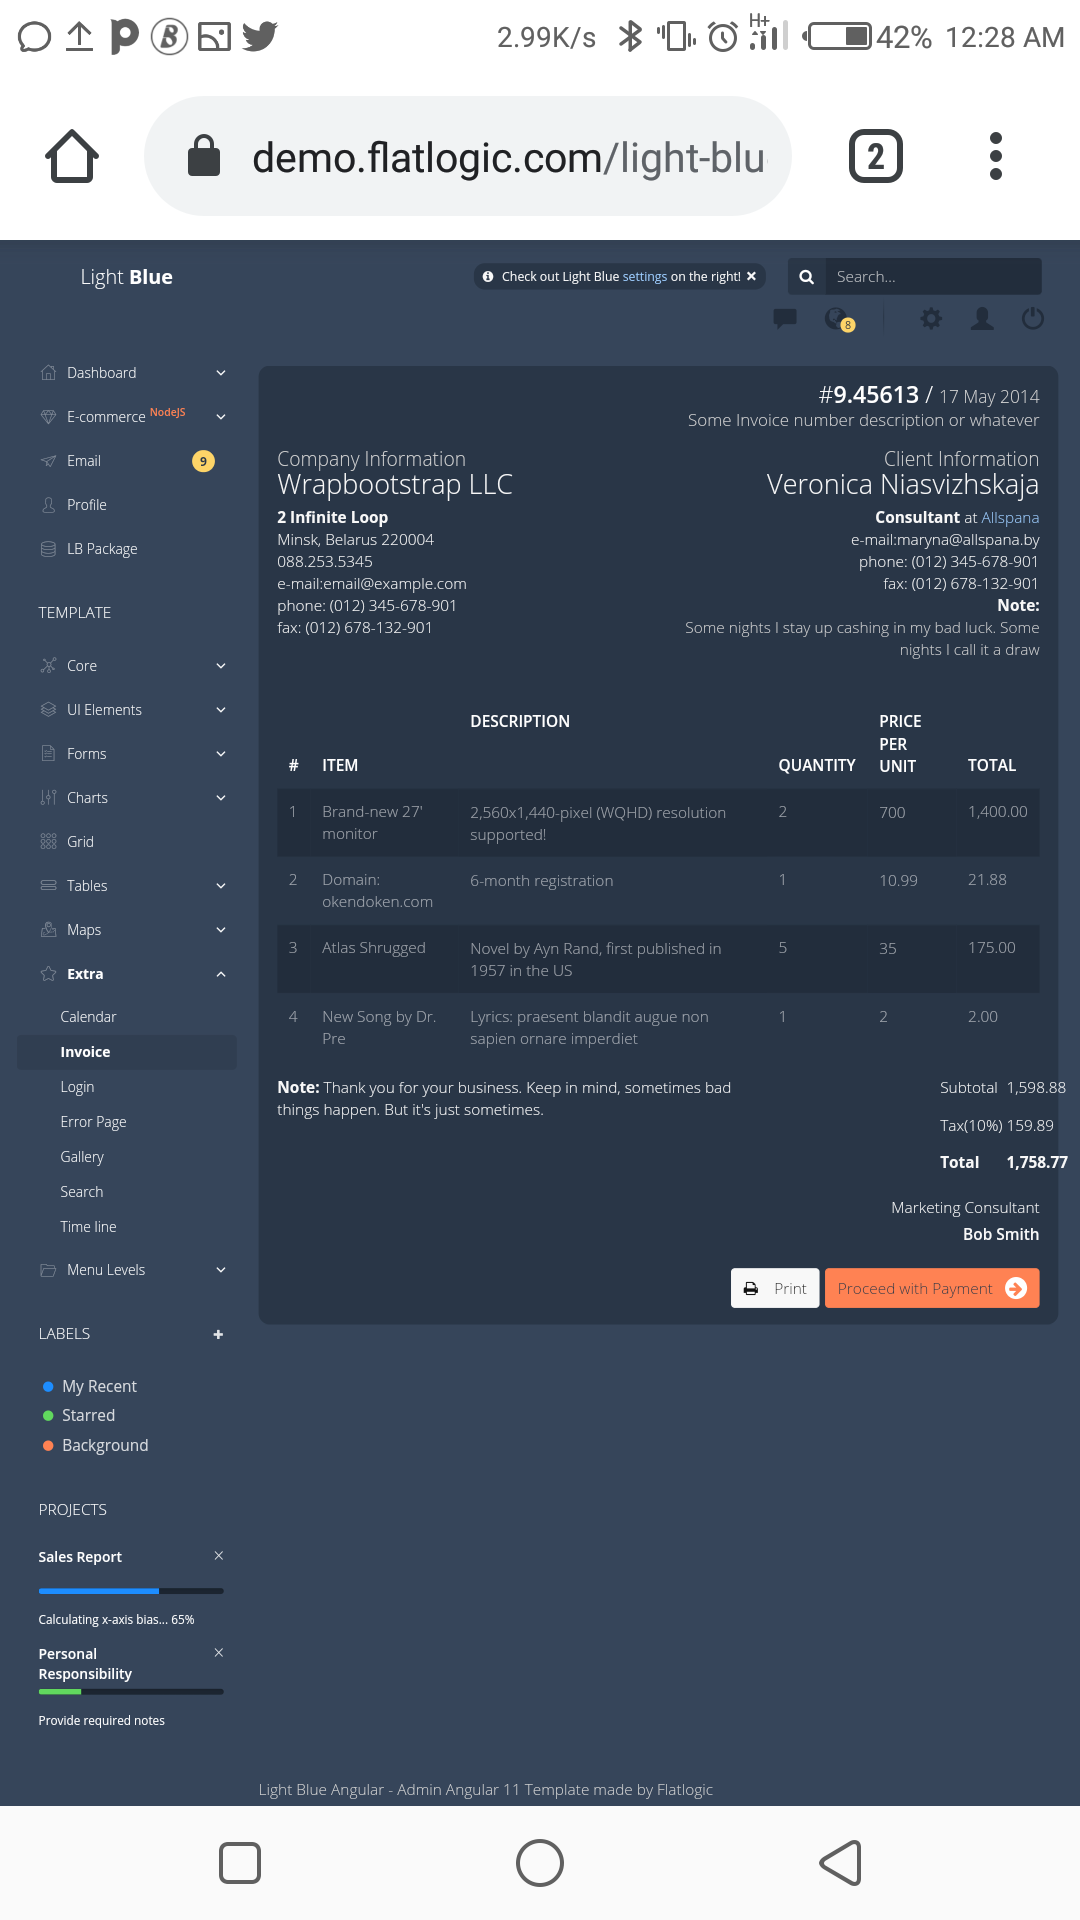 2.99K/s H+ 42% 12:28 AM
demo.flatlogic.com/light-blu
2
Light Blue
Check out Light Blue settings on the right!
Search...
8
Dashboard
E-commerce NodeJS
Email 9
Profile
LB Package
TEMPLATE
Core
UI Elements
Forms
Charts
Grid
Tables
Maps
Extra
Calendar
Invoice
Login
Error Page
Gallery
Search
Time line
Menu Levels
LABELS +
My Recent
Starred
Background
PROJECTS
Sales Report
Calculating x-axis bias... 65%
Personal
Responsibility
Provide required notes
#9.45613 / 17 May 2014
Some Invoice number description or whatever
Company Information
Wrapbootstrap LLC
2 Infinite Loop
Minsk, Belarus 220004
088.253.5345
e-mail:email@example.com
phone: (012) 345-678-901
fax: (012) 678-132-901
Client Information
Veronica Niasvizhskaja
Consultant at Allspana
e-mail:maryna@allspana.by
phone: (012) 345-678-901
fax: (012) 678-132-901
Note:
Some nights I stay up cashing in my bad luck. Some
nights I call it a draw
# ITEM DESCRIPTION QUANTITY PRICE PER UNIT TOTAL
1 Brand-new 27' monitor 2,560x1,440-pixel (WQHD) resolution supported! 2 700 1,400.00
2 Domain: okendoken.com 6-month registration 1 10.99 21.88
3 Atlas Shrugged Novel by Ayn Rand, first published in 1957 in the US 5 35 175.00
4 New Song by Dr. Pre Lyrics: praesent blandit augue non sapien ornare imperdiet 1 2 2.00
Note: Thank you for your business. Keep in mind, sometimes bad
things happen. But it's just sometimes.
Subtotal 1,598.88
Tax(10%) 159.89
Total 1,758.77
Marketing Consultant
Bob Smith
Print
Proceed with Payment
Light Blue Angular - Admin Angular 11 Template made by Flatlogic